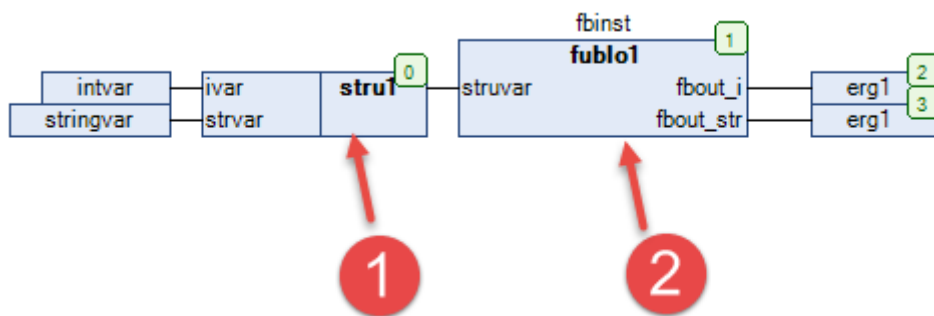 fbinst
fublo1
1
0
2
intvar ivar stru1 struvar fbout_i erg1
3
stringvar strvar fbout_str erg1
1
2